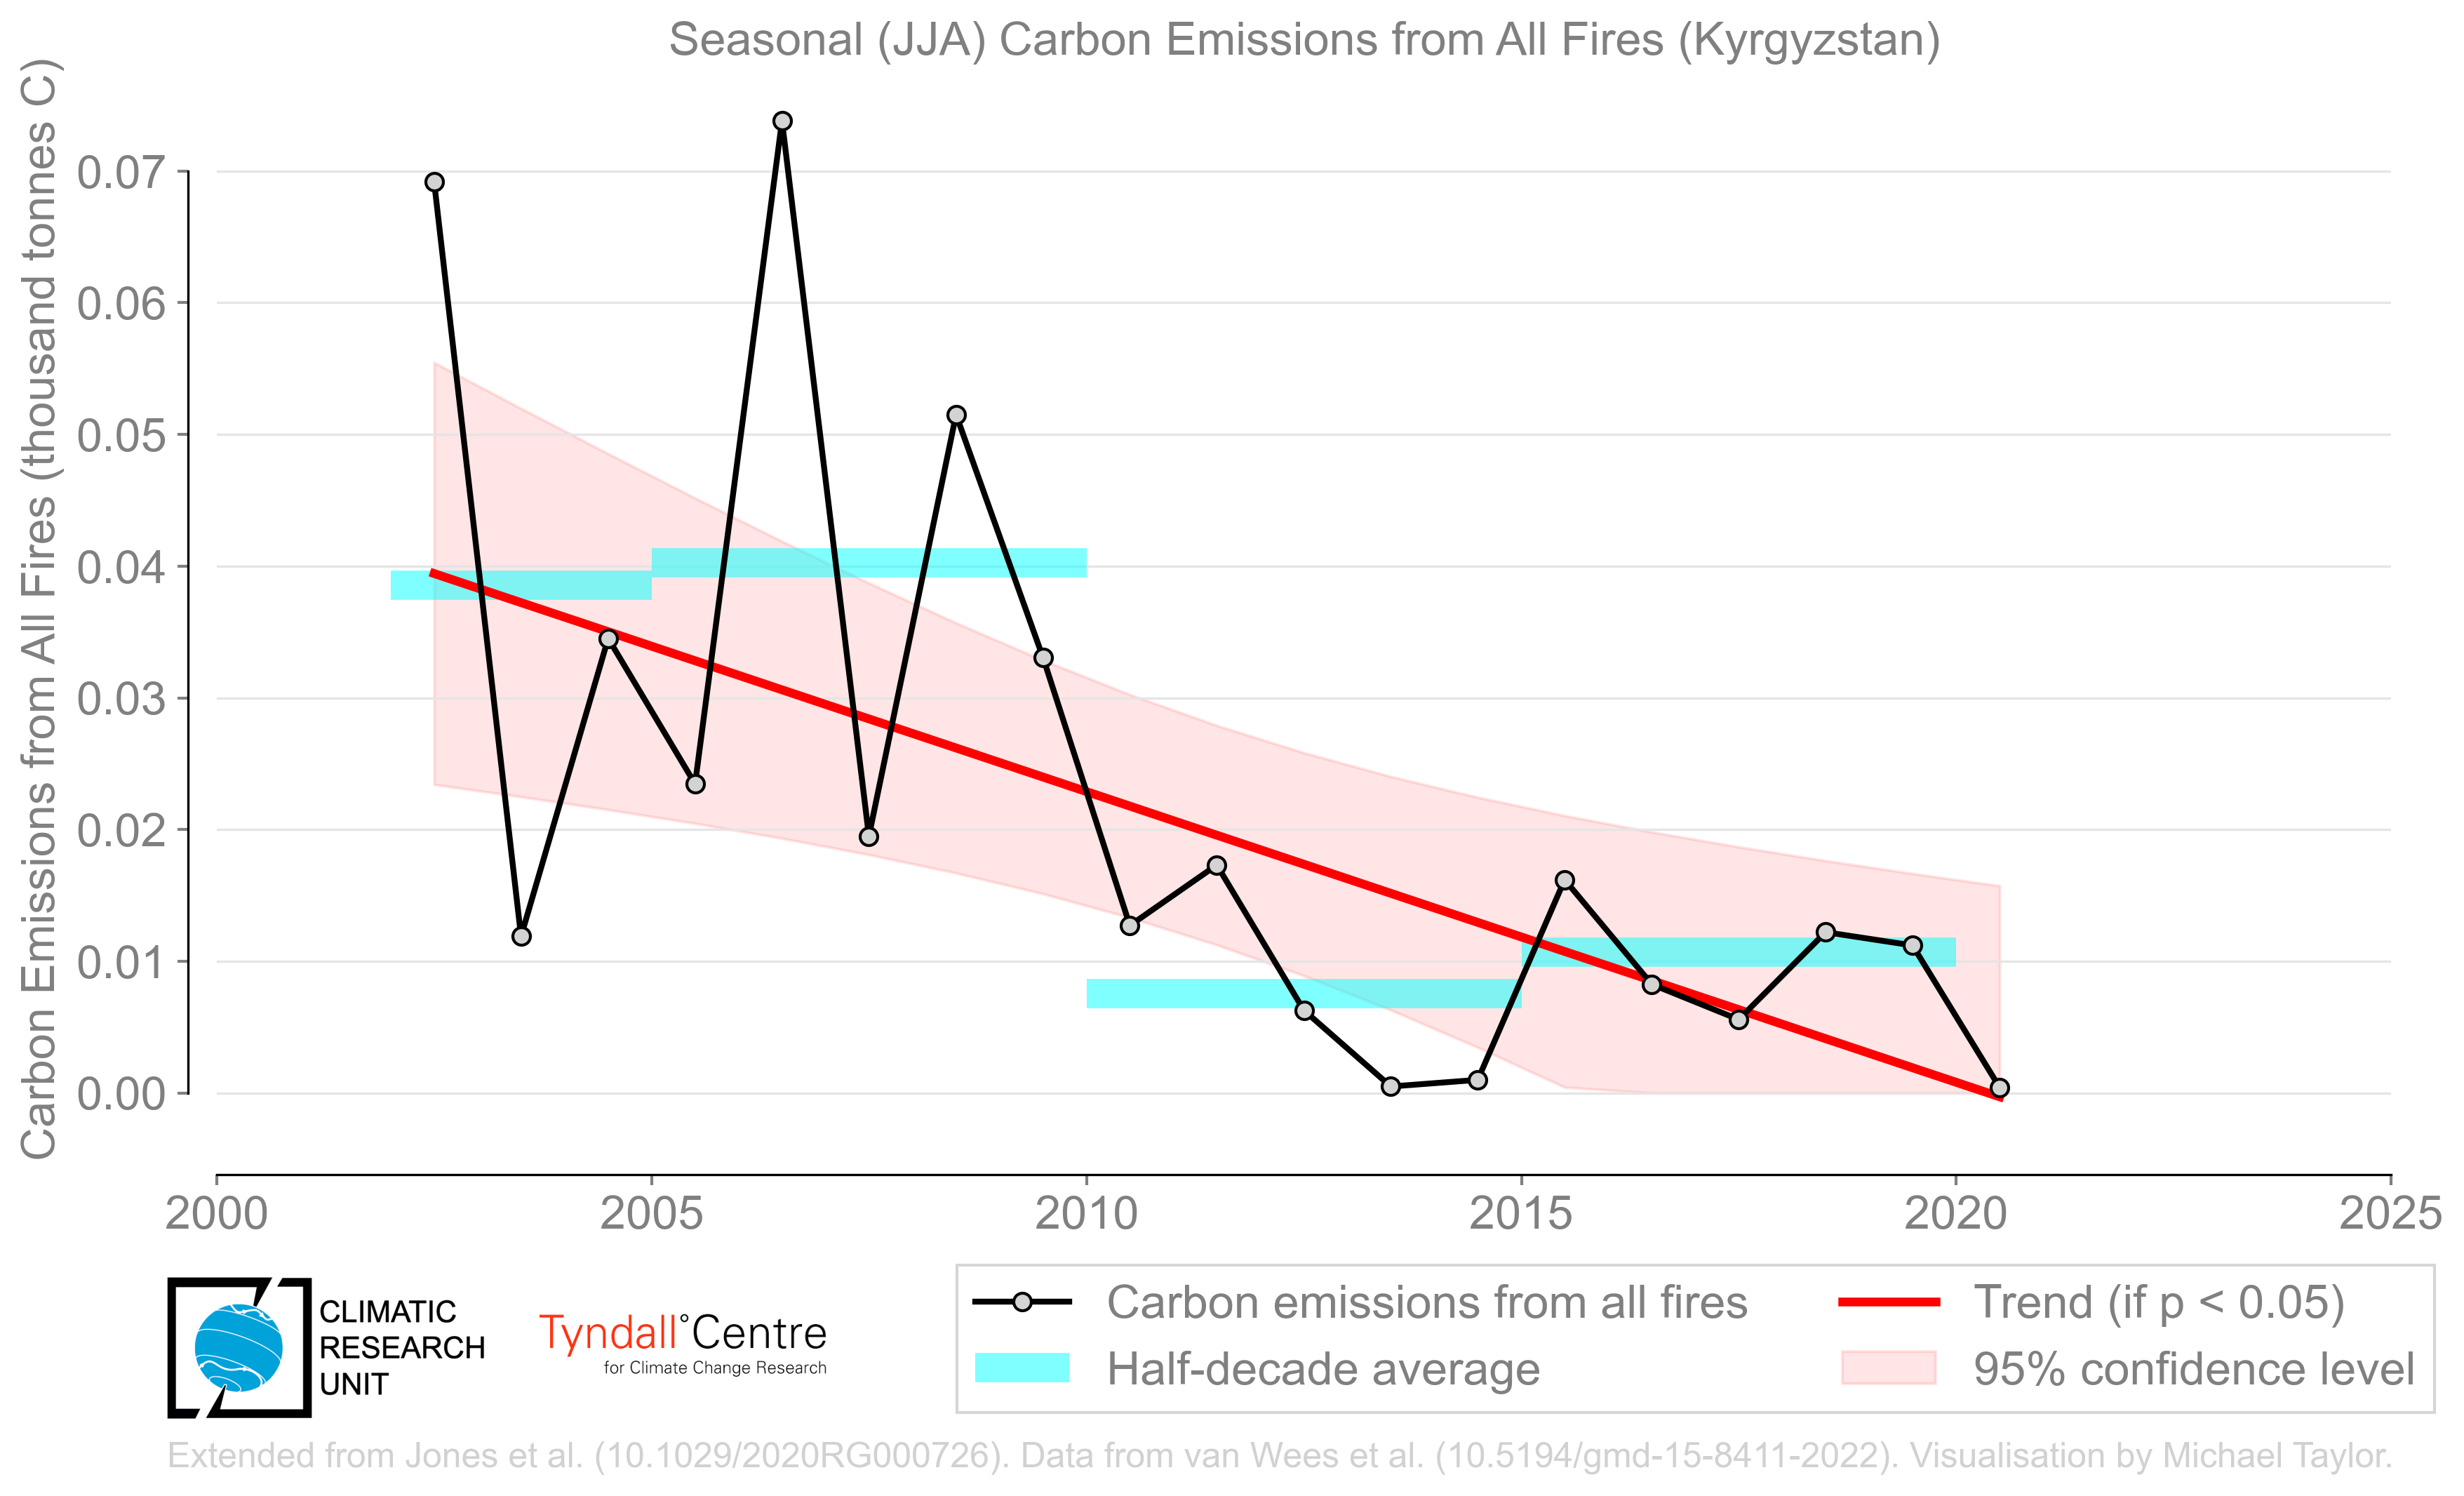 Seasonal (JJA) Carbon Emissions from All Fires (Kyrgyzstan)
Carbon Emissions from All Fires (thousand tonnes C)
0.07
0.06
0.05
0.04
0.03
0.02
0.01
0.00
2000 2005 2010 2015 2020 2025
CLIMATIC
RESEARCH
UNIT
Tyndall°Centre
for Climate Change Research
Carbon emissions from all fires
Half-decade average
Trend (if p < 0.05)
95% confidence level
Extended from Jones et al. (10.1029/2020RG000726). Data from van Wees et al. (10.5194/gmd-15-8411-2022). Visualisation by Michael Taylor.